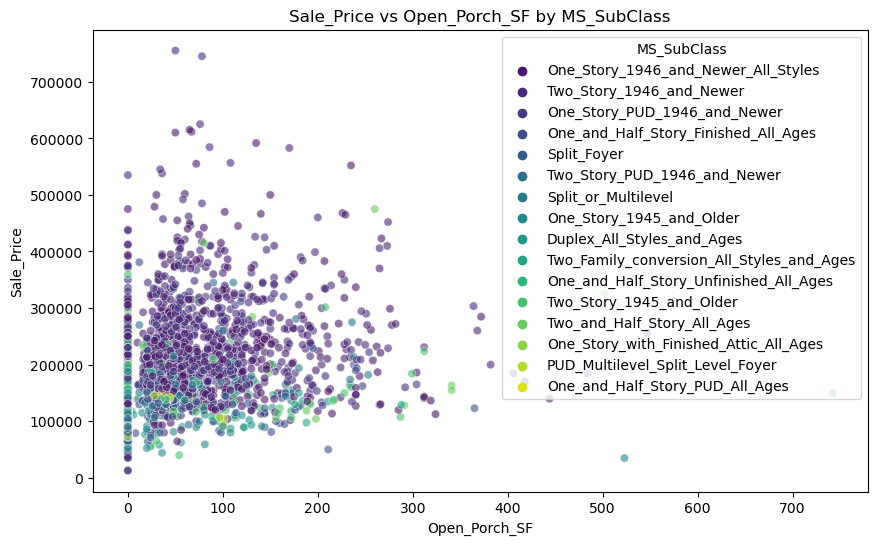 Sale_Price vs Open_Porch_SF by MS_SubClass
MS_SubClass
One_Story_1946_and_Newer_All_Styles
Two_Story_1946_and_Newer
One_Story_PUD_1946_and_Newer
One_and_Half_Story_Finished_All_Ages
Split_Foyer
Two_Story_PUD_1946_and_Newer
Split_or_Multilevel
One_Story_1945_and_Older
Duplex_All_Styles_and_Ages
Two_Family_conversion_All_Styles_and_Ages
One_and_Half_Story_Unfinished_All_Ages
Two_Story_1945_and_Older
Two_and_Half_Story_All_Ages
One_Story_with_Finished_Attic_All_Ages
PUD_Multilevel_Split_Level_Foyer
One_and_Half_Story_PUD_All_Ages
Sale_Price
700000
600000
500000
400000
300000
200000
100000
0
0 100 200 300 400 500 600 700
Open_Porch_SF